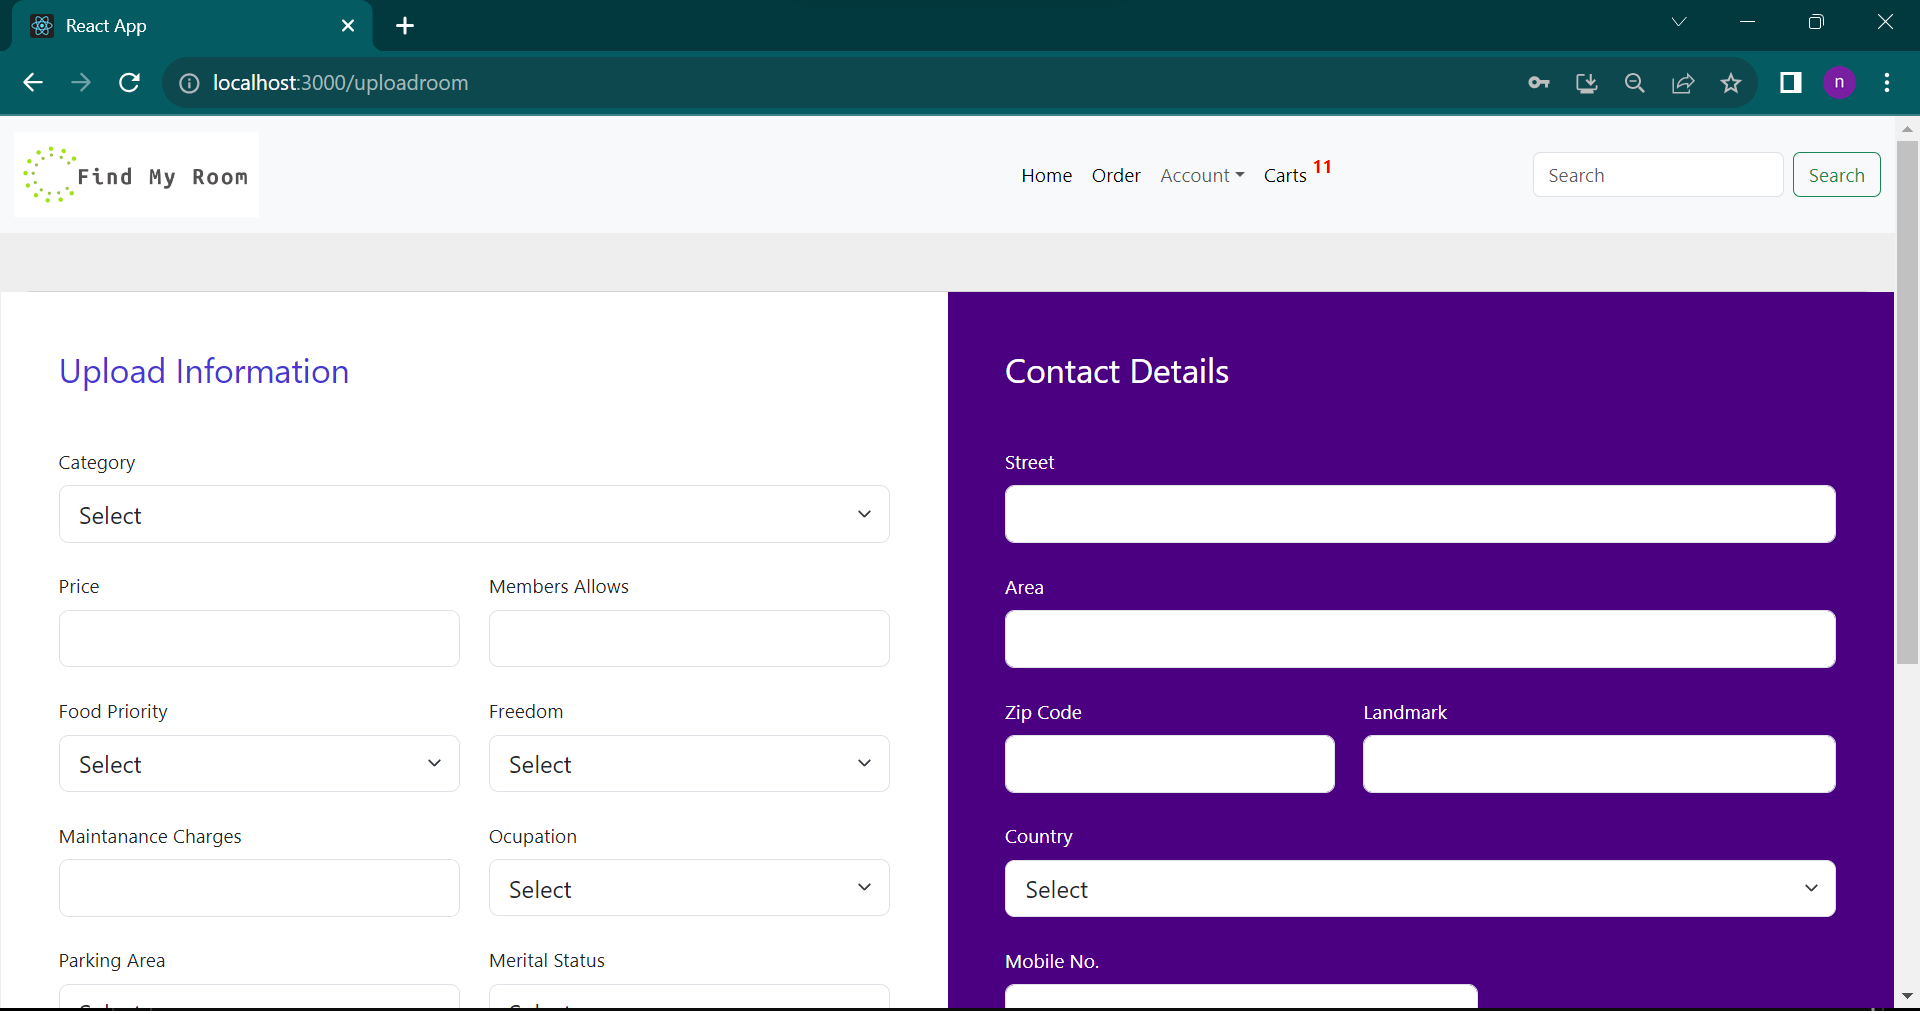 React App
localhost:3000/uploadroom
n
Find My Room
Home Order Account Carts 11
Search Search
Upload Information
Category
Select
Price Members Allows
Food Priority Freedom
Select Select
Maintanance Charges Ocupation
Select
Parking Area Merital Status
Contact Details
Street
Area
Zip Code Landmark
Country
Select
Mobile No.